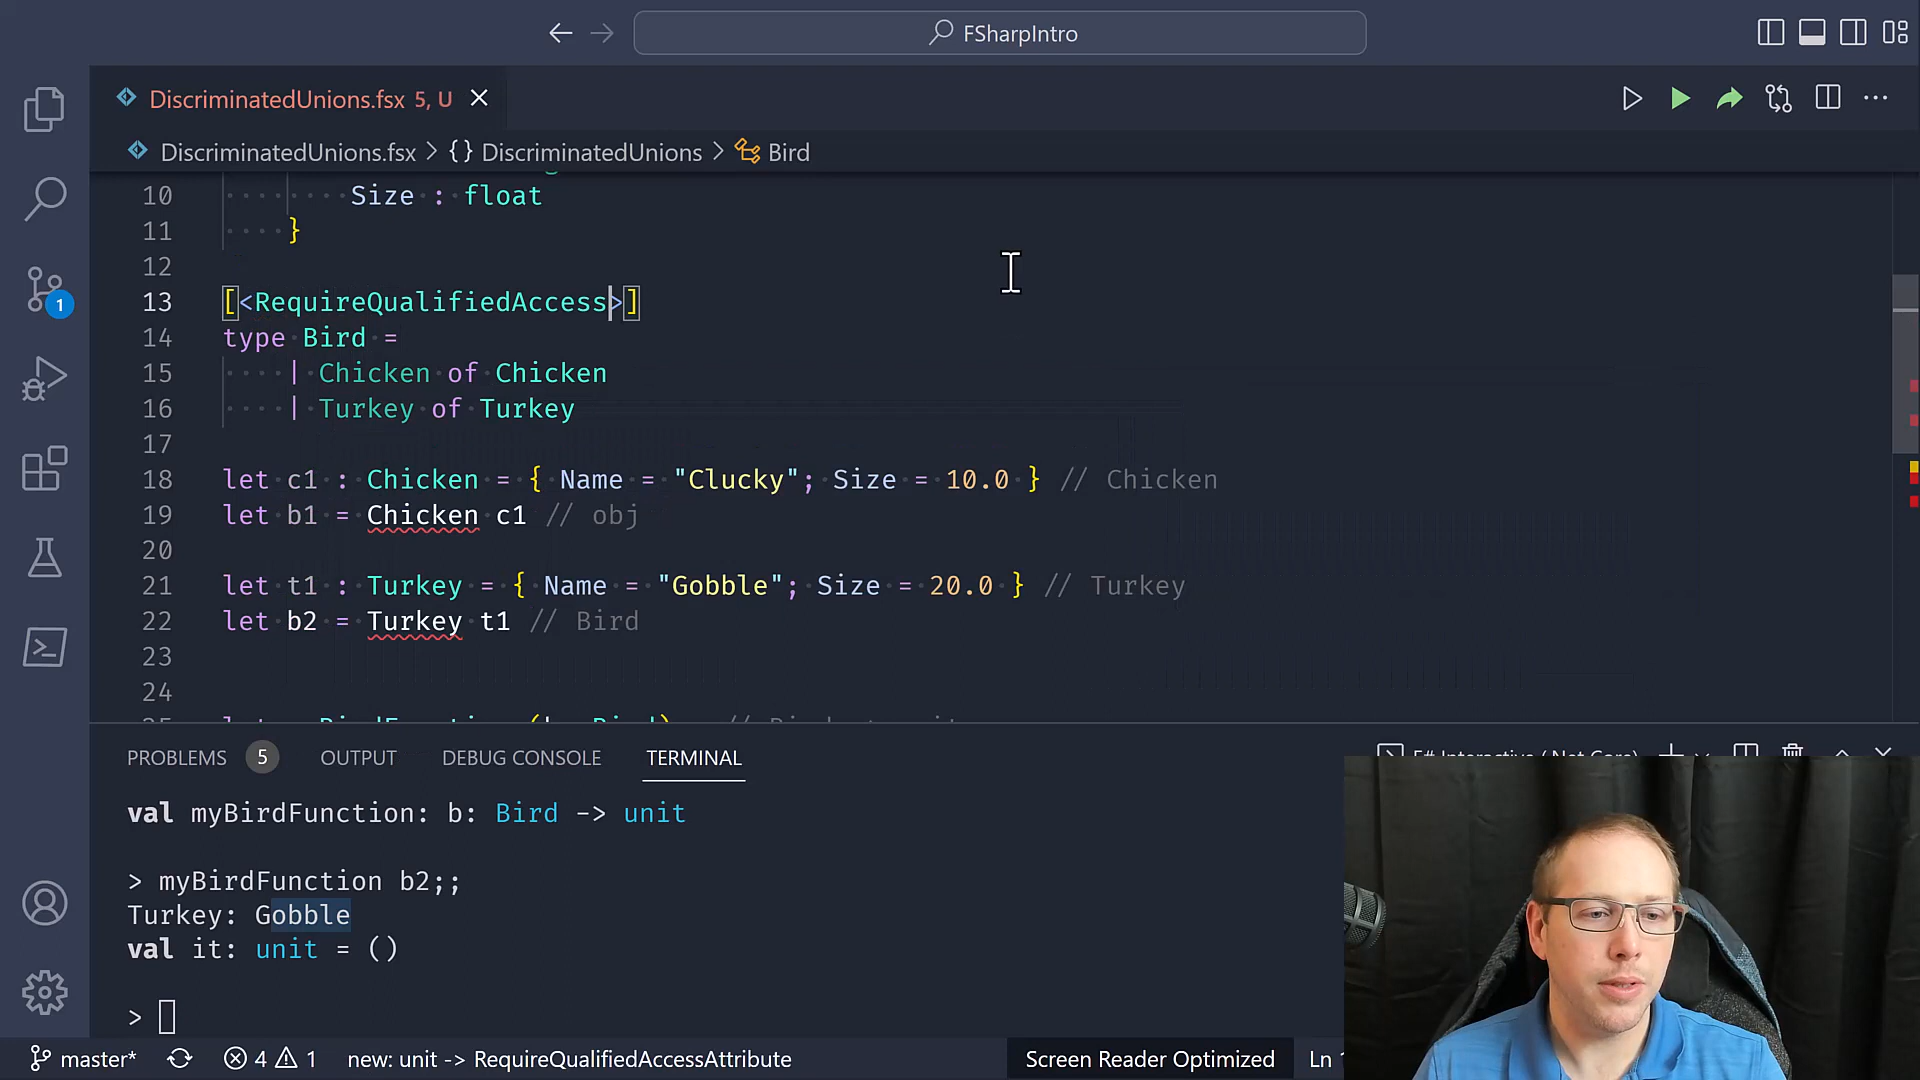 FSharpIntro
DiscriminatedUnions.fsx 5, U
DiscriminatedUnions.fsx > {} DiscriminatedUnions > Bird
10 Size : float
11 }
12
13 [<RequireQualifiedAccess>]
14 type Bird =
15 | Chicken of Chicken
16 | Turkey of Turkey
17
18 let c1 : Chicken = { Name = "Clucky"; Size = 10.0 } // Chicken
19 let b1 = Chicken c1 // obj
20
21 let t1 : Turkey = { Name = "Gobble"; Size = 20.0 } // Turkey
22 let b2 = Turkey t1 // Bird
23
24
1
PROBLEMS 5 OUTPUT DEBUG CONSOLE TERMINAL
val myBirdFunction: b: Bird -> unit
> myBirdFunction b2;;
Turkey: Gobble
val it: unit = ()
>
master* 4 1 new: unit -> RequireQualifiedAccessAttribute Screen Reader Optimized Ln